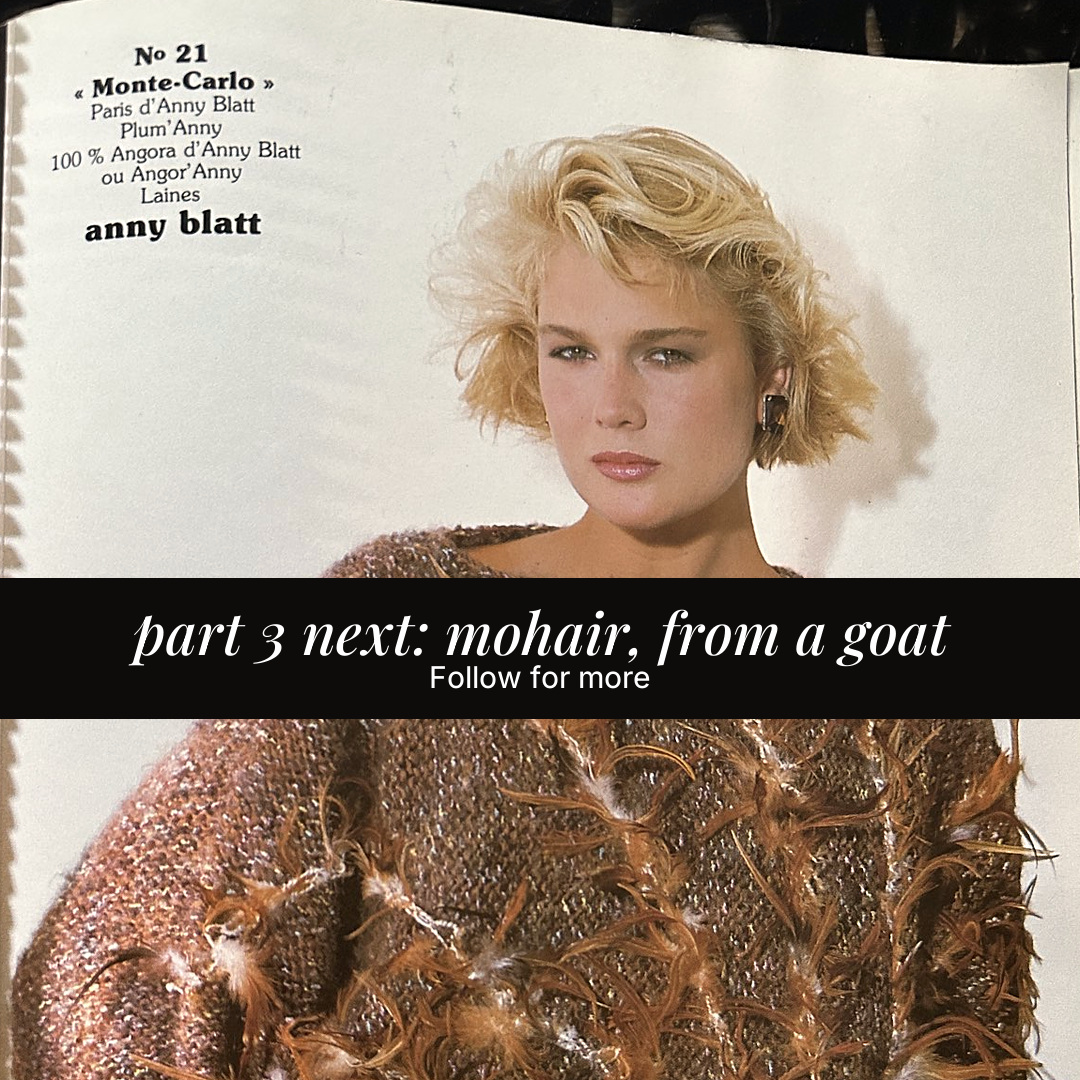 No 21
« Monte-Carlo »
Paris d'Anny Blatt
Plum'Anny
100 % Angora d'Anny Blatt
ou Angor'Anny
Laines
anny blatt
part 3 next: mohair, from a goat
Follow for more